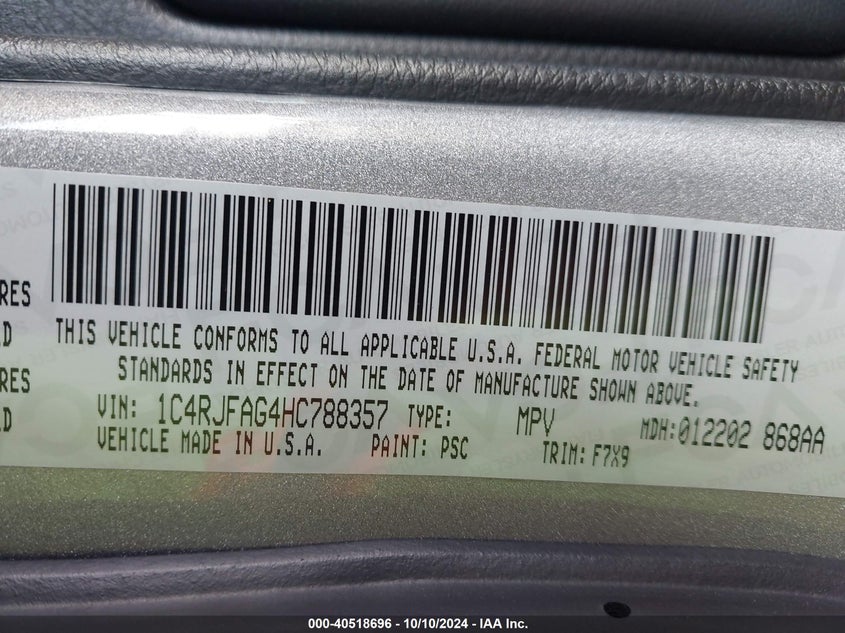 RES
THIS VEHICLE CONFORMS TO ALL APPLICABLE U.S.A. FEDERAL MOTOR VEHICLE SAFETY
STANDARDS IN EFFECT ON THE DATE OF MANUFACTURE SHOWN ABOVE.
RES
VIN: 1C4RJFAG4HC788357 TYPE: MPV MDH:012202 868AA
VEHICLE MADE IN U.S.A. PAINT: PSC TRIM: F7X9
000-40518696 - 10/10/2024 - IAA Inc.